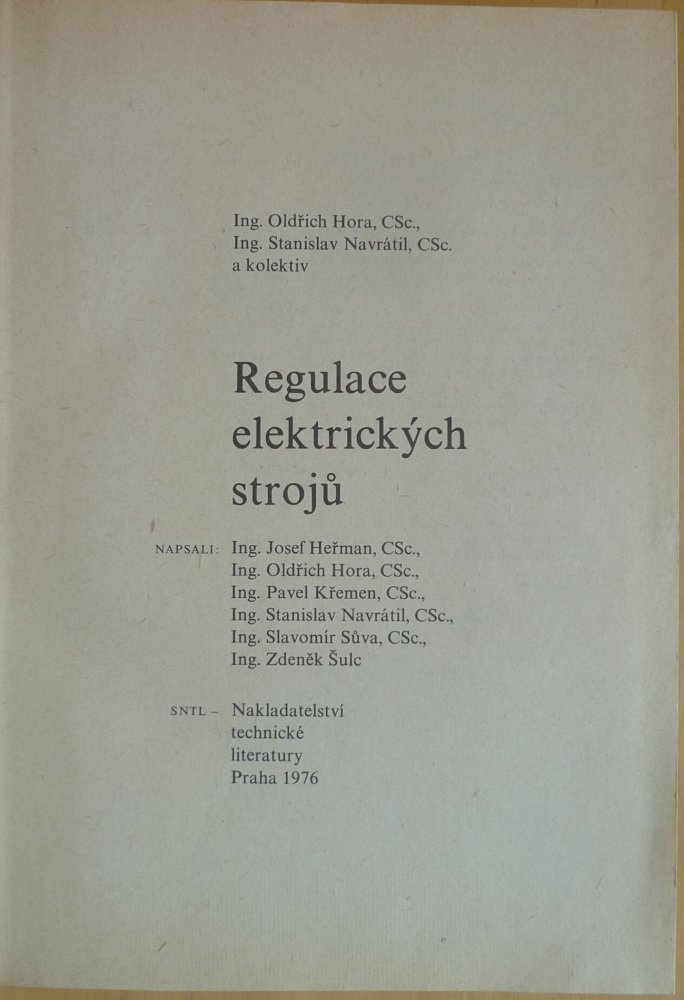 Ing. Oldřich Hora, CSc.,
Ing. Stanislav Navrátil, CSc.
a kolektiv
Regulace
elektrických
strojů
NAPSALI: Ing. Josef Heřman, CSc.,
Ing. Oldřich Hora, CSc.,
Ing. Pavel Křemen, CSc.,
Ing. Stanislav Navrátil, CSc.,
Ing. Slavomír Sůva, CSc.,
Ing. Zdeněk Šulc
SNTL – Nakladatelství
technické
literatury
Praha 1976